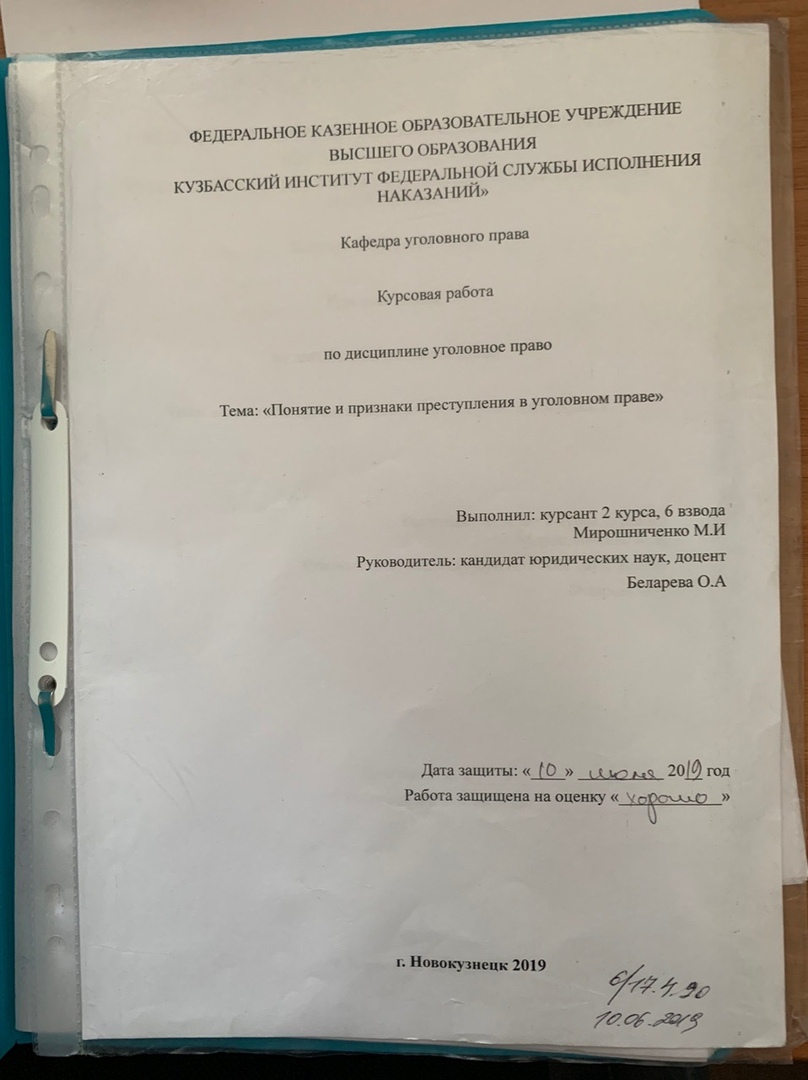 ФЕДЕРАЛЬНОЕ КАЗЕННОЕ ОБРАЗОВАТЕЛЬНОЕ УЧРЕЖДЕНИЕ
ВЫСШЕГО ОБРАЗОВАНИЯ
КУЗБАССКИЙ ИНСТИТУТ ФЕДЕРАЛЬНОЙ СЛУЖБЫ ИСПОЛНЕНИЯ
НАКАЗАНИЙ»
Кафедра уголовного права
Курсовая работа
по дисциплине уголовное право
Тема: «Понятие и признаки преступления в уголовном праве»
Выполнил: курсант 2 курса, 6 взвода
Мирошниченко М.И
Руководитель: кандидат юридических наук, доцент
Беларева О.А
Дата защиты: «10» июня 2019 год
Работа защищена на оценку «хорошо»
г. Новокузнецк 2019
6/17.4.90
10.06.2019